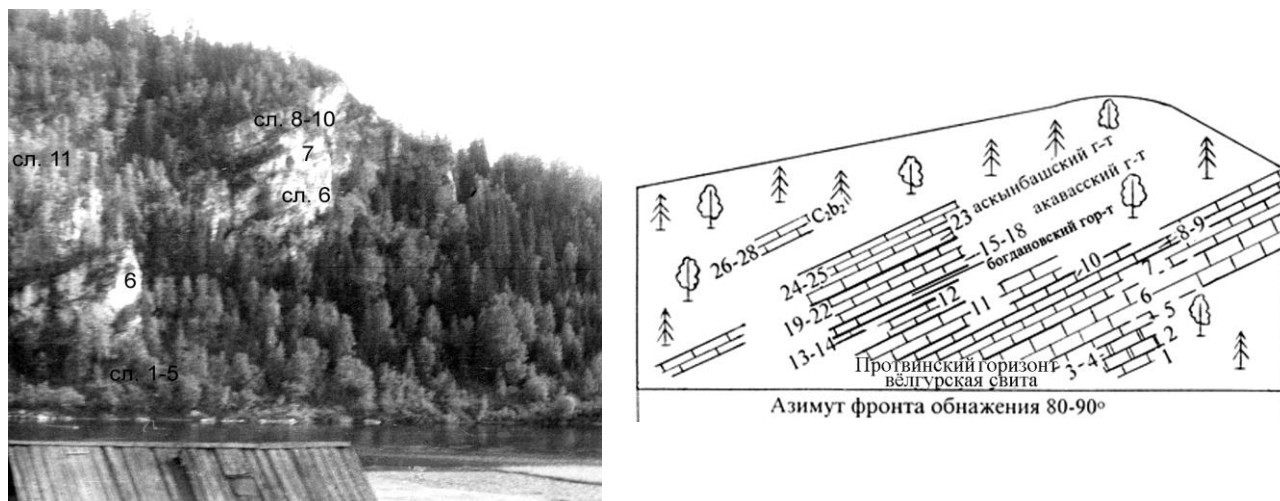 сл. 8-10
7
сл. 11
сл. 6
6
сл. 1-5
26-28
C₂b₂
24-25
23
аскынбашский г-т
19-22
15-18
акавасский г-т
богдановский гор-т
13-14
12
11
10
8-9
7
6
5
3-4
2
1
Протвинский горизонт
вёлгурская свита
Азимут фронта обнажения 80-90°